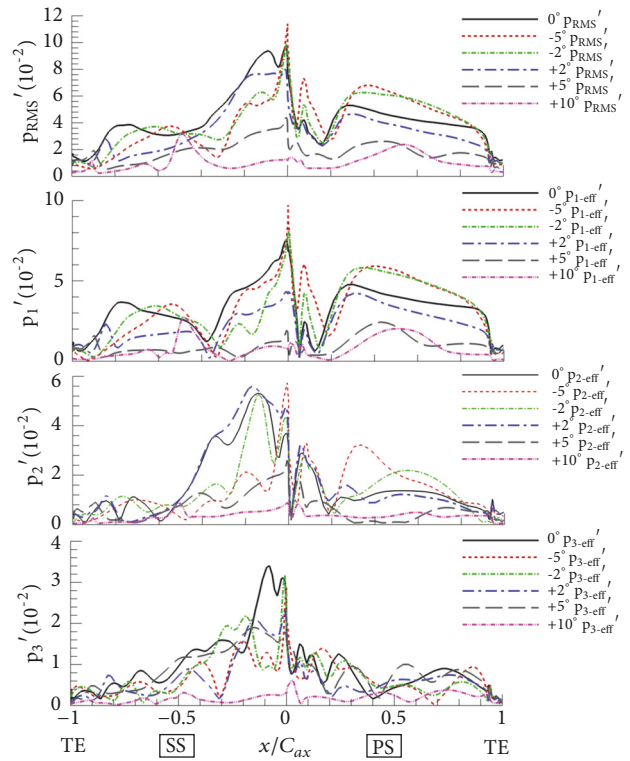 12
10
8
6
4
2
0
p_RMS' (10^-2)
0° p_RMS'
-5° p_RMS'
-2° p_RMS'
+2° p_RMS'
+5° p_RMS'
+10° p_RMS'
10
5
0
p_1' (10^-2)
0° p_1-eff'
-5° p_1-eff'
-2° p_1-eff'
+2° p_1-eff'
+5° p_1-eff'
+10° p_1-eff'
6
4
2
0
p_2' (10^-2)
0° p_2-eff'
-5° p_2-eff'
-2° p_2-eff'
+2° p_2-eff'
+5° p_2-eff'
+10° p_2-eff'
4
3
2
1
0
p_3' (10^-2)
0° p_3-eff'
-5° p_3-eff'
-2° p_3-eff'
+2° p_3-eff'
+5° p_3-eff'
+10° p_3-eff'
−1 −0.5 0 0.5 1
TE SS x/C_ax PS TE